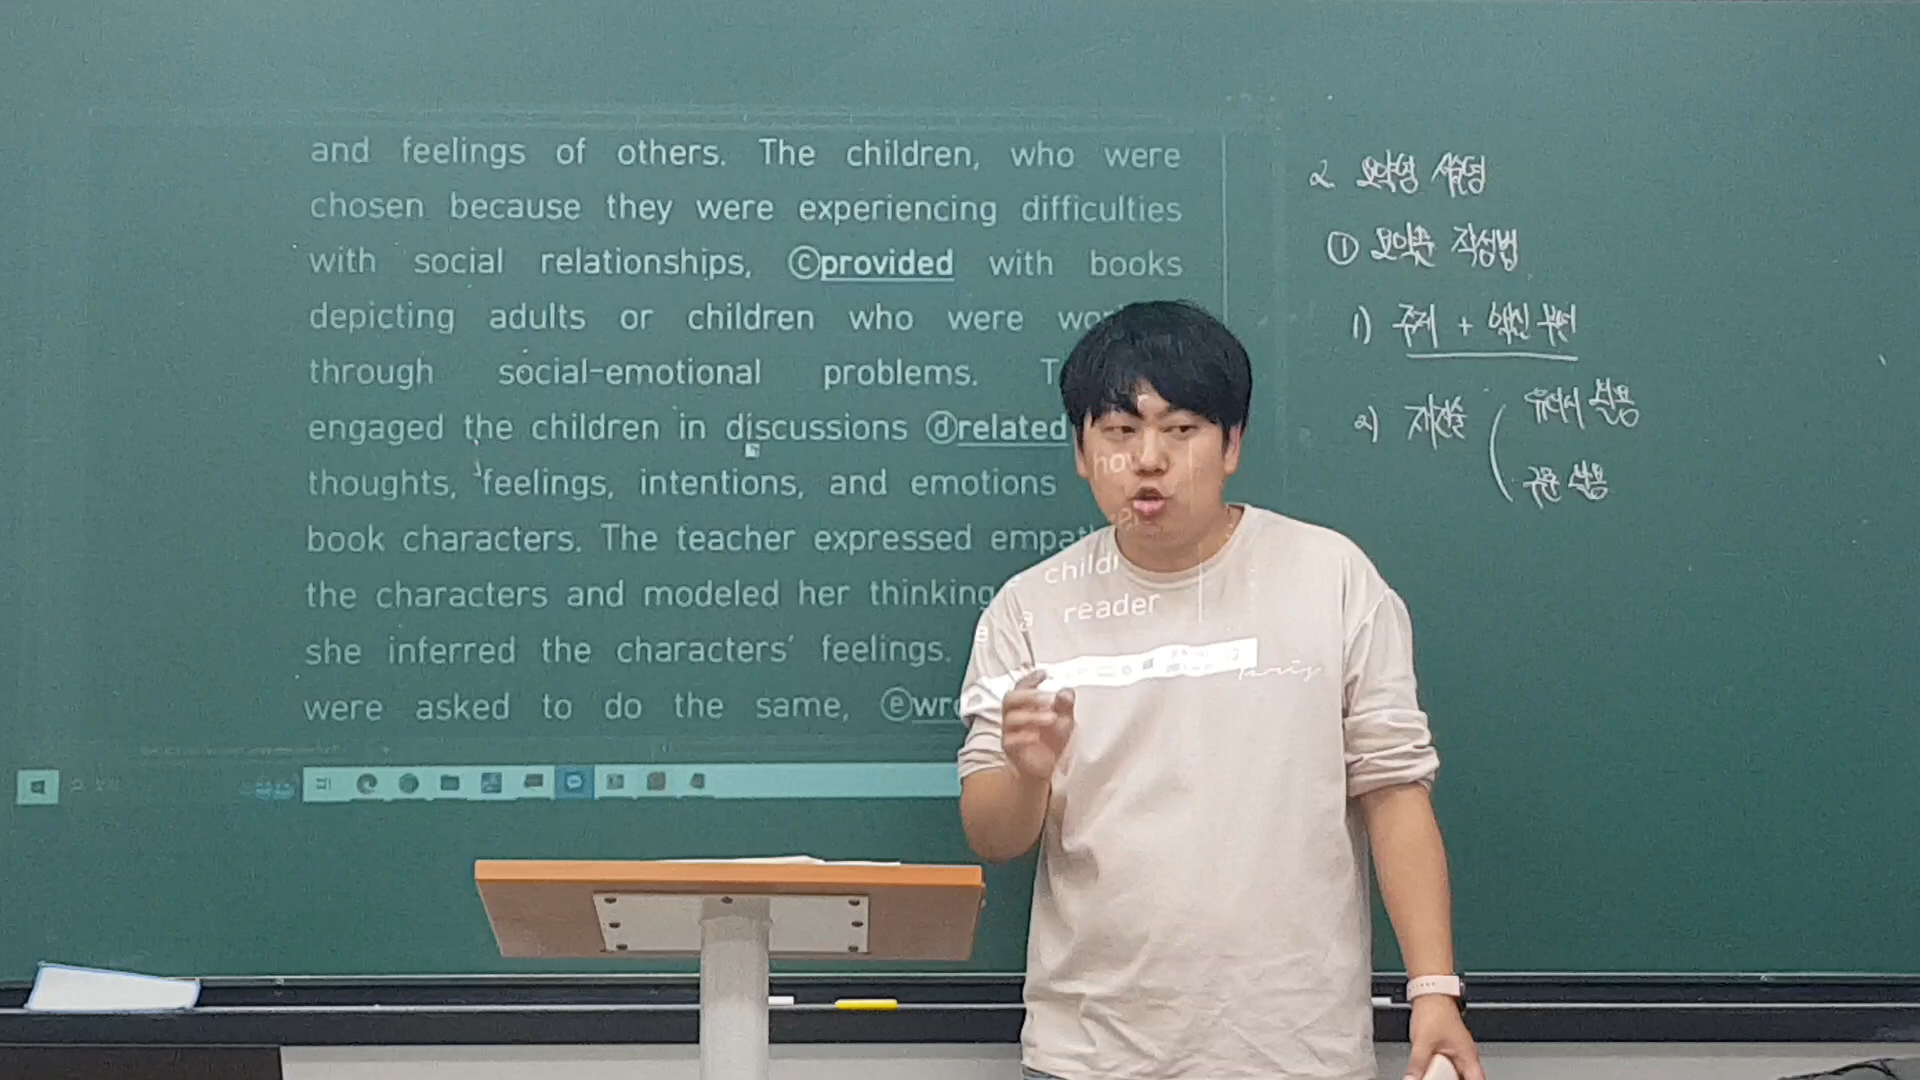 and feelings of others. The children, who were
chosen because they were experiencing difficulties
with social relationships, ⓒprovided with books
depicting adults or children who were
through social-emotional problems.
engaged the children in discussions ⓓrelated
thoughts, feelings, intentions, and emotions
book characters. The teacher expressed
the characters and modeled her thinking
she inferred the characters’ feelings.
were asked to do the same, ⓔ
reader
2. 요약형 서술형
① 요약문 작성법
1) 주제 + 핵심 부연
2) 재진술
유의어 활용
구문 활용